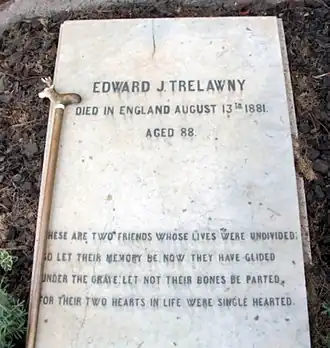 EDWARD J. TRELAWNY
DIED IN ENGLAND AUGUST 13TH 1881.
AGED 88.
THESE ARE TWO FRIENDS WHOSE LIVES WERE UNDIVIDED:
SO LET THEIR MEMORY BE, NOW THEY HAVE GLIDED
UNDER THE GRAVE: LET NOT THEIR BONES BE PARTED,
FOR THEIR TWO HEARTS IN LIFE WERE SINGLE HEARTED.